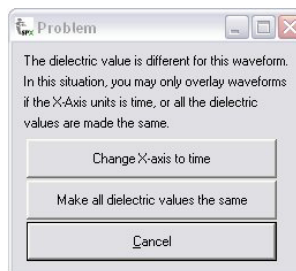 Problem
The dielectric value is different for this waveform.
In this situation, you may only overlay waveforms
if the X-Axis units is time, or all the dielectric
values are made the same.
Change X-axis to time
Make all dielectric values the same
Cancel